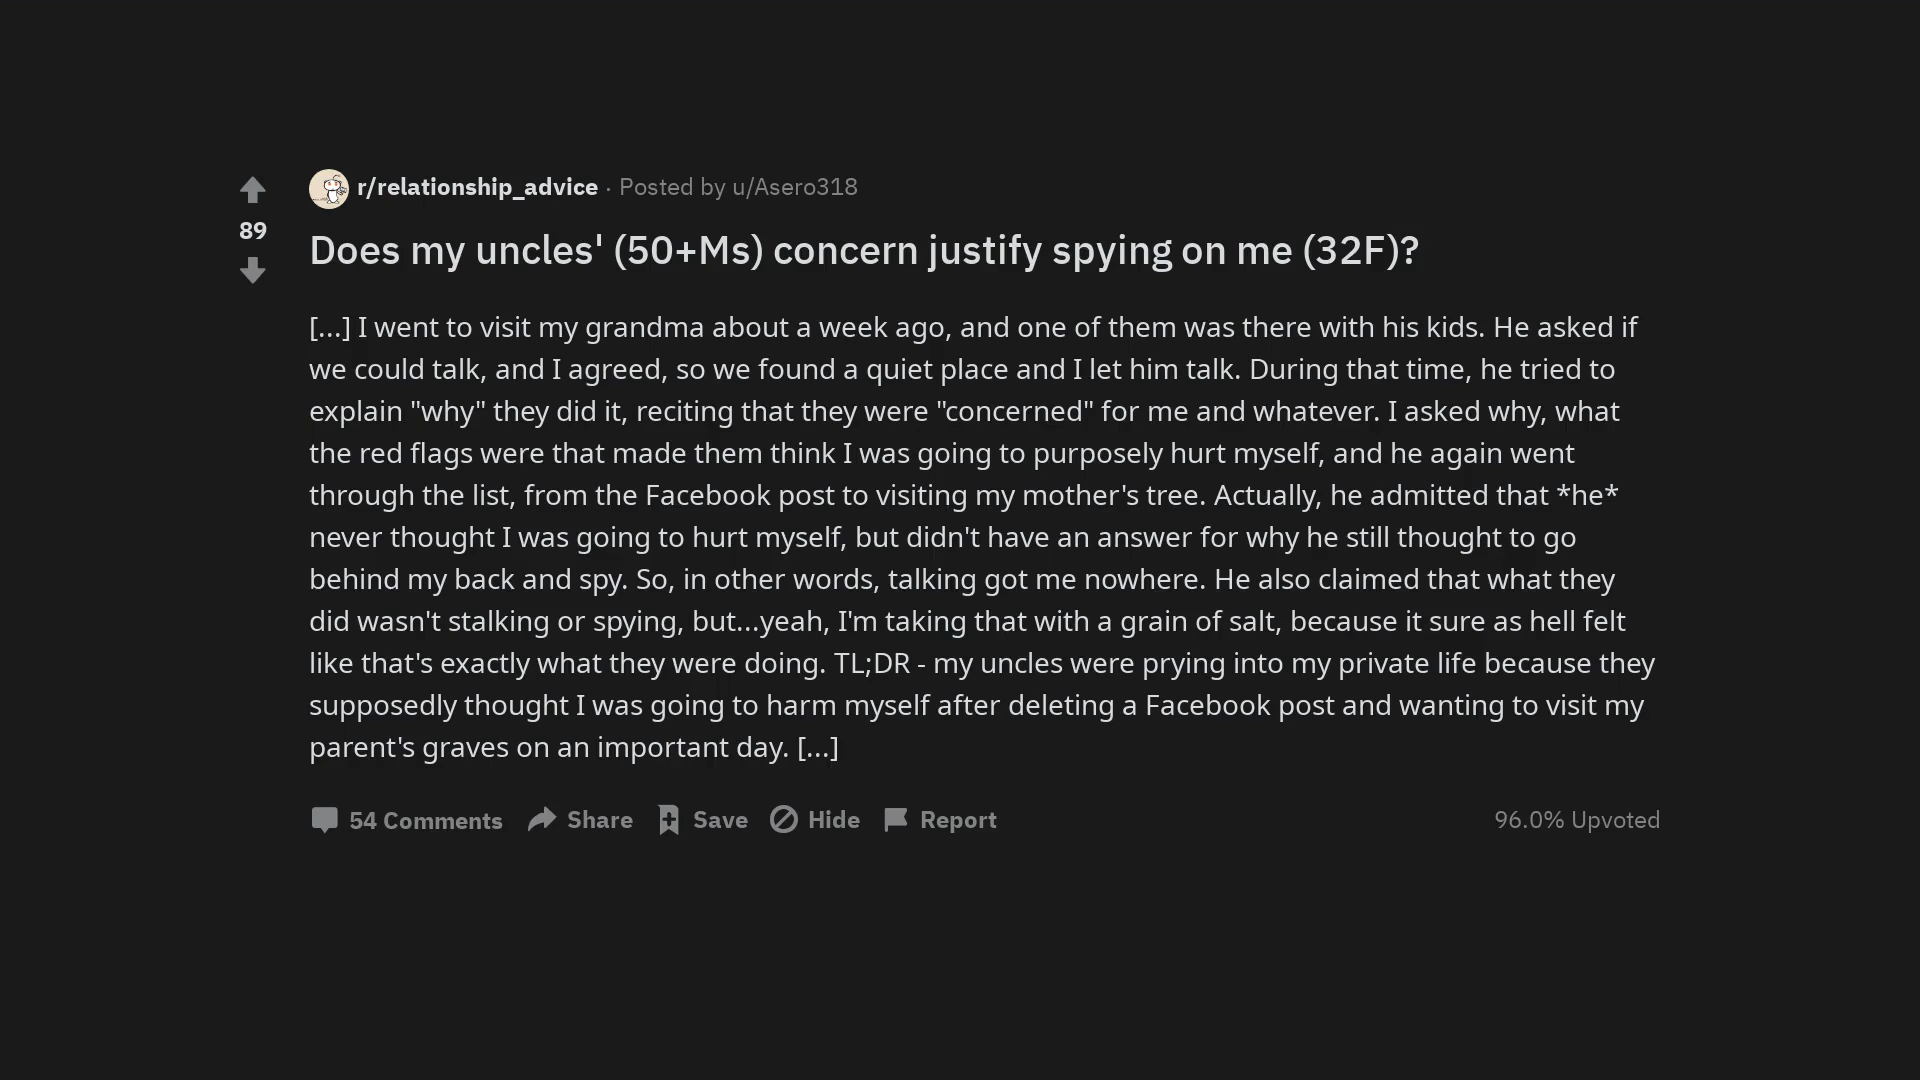 r/relationship_advice · Posted by u/Asero318
89
Does my uncles' (50+Ms) concern justify spying on me (32F)?
[...] I went to visit my grandma about a week ago, and one of them was there with his kids. He asked if
we could talk, and I agreed, so we found a quiet place and I let him talk. During that time, he tried to
explain "why" they did it, reciting that they were "concerned" for me and whatever. I asked why, what
the red flags were that made them think I was going to purposely hurt myself, and he again went
through the list, from the Facebook post to visiting my mother's tree. Actually, he admitted that *he*
never thought I was going to hurt myself, but didn't have an answer for why he still thought to go
behind my back and spy. So, in other words, talking got me nowhere. He also claimed that what they
did wasn't stalking or spying, but...yeah, I'm taking that with a grain of salt, because it sure as hell felt
like that's exactly what they were doing. TL;DR - my uncles were prying into my private life because they
supposedly thought I was going to harm myself after deleting a Facebook post and wanting to visit my
parent's graves on an important day. [...]
54 Comments Share Save Hide Report 96.0% Upvoted